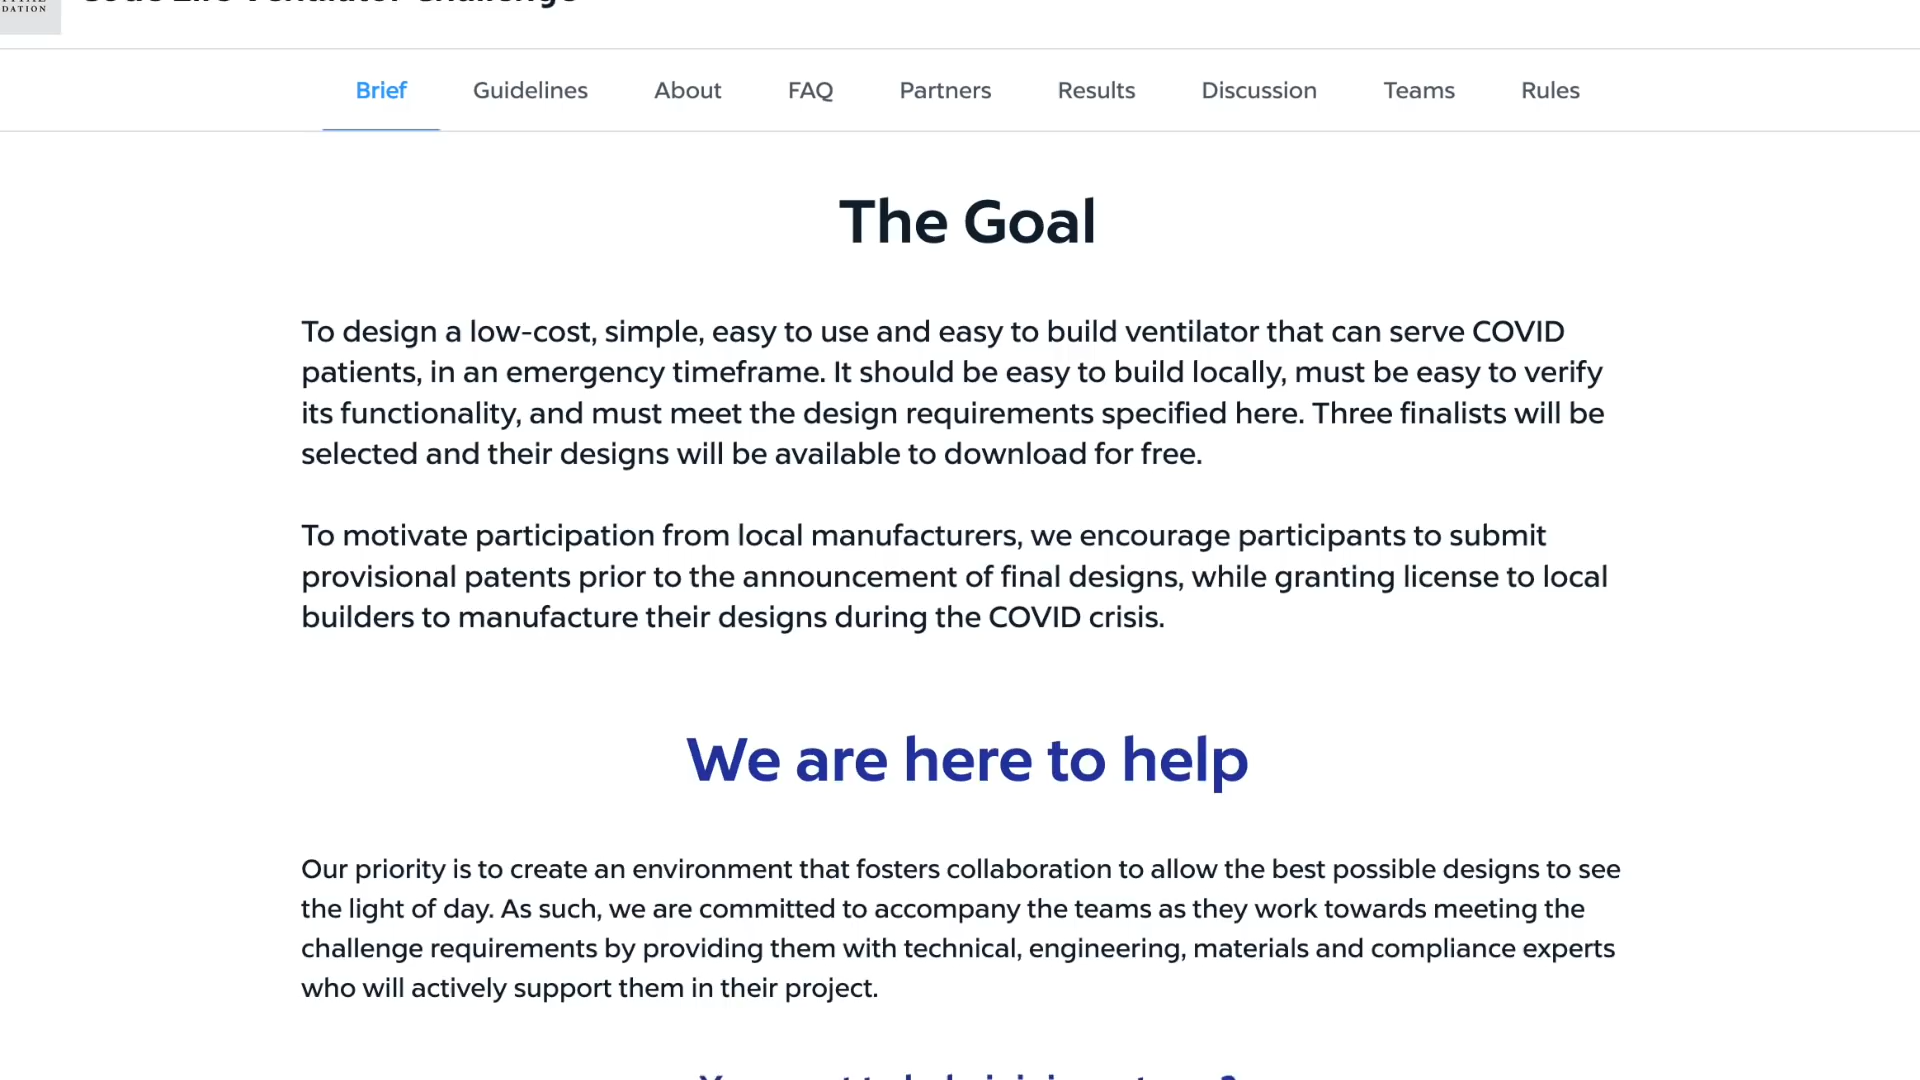 DATION
Code Life Ventilator Challenge
Brief Guidelines About FAQ Partners Results Discussion Teams Rules
The Goal
To design a low-cost, simple, easy to use and easy to build ventilator that can serve COVID
patients, in an emergency timeframe. It should be easy to build locally, must be easy to verify
its functionality, and must meet the design requirements specified here. Three finalists will be
selected and their designs will be available to download for free.
To motivate participation from local manufacturers, we encourage participants to submit
provisional patents prior to the announcement of final designs, while granting license to local
builders to manufacture their designs during the COVID crisis.
We are here to help
Our priority is to create an environment that fosters collaboration to allow the best possible designs to see
the light of day. As such, we are committed to accompany the teams as they work towards meeting the
challenge requirements by providing them with technical, engineering, materials and compliance experts
who will actively support them in their project.